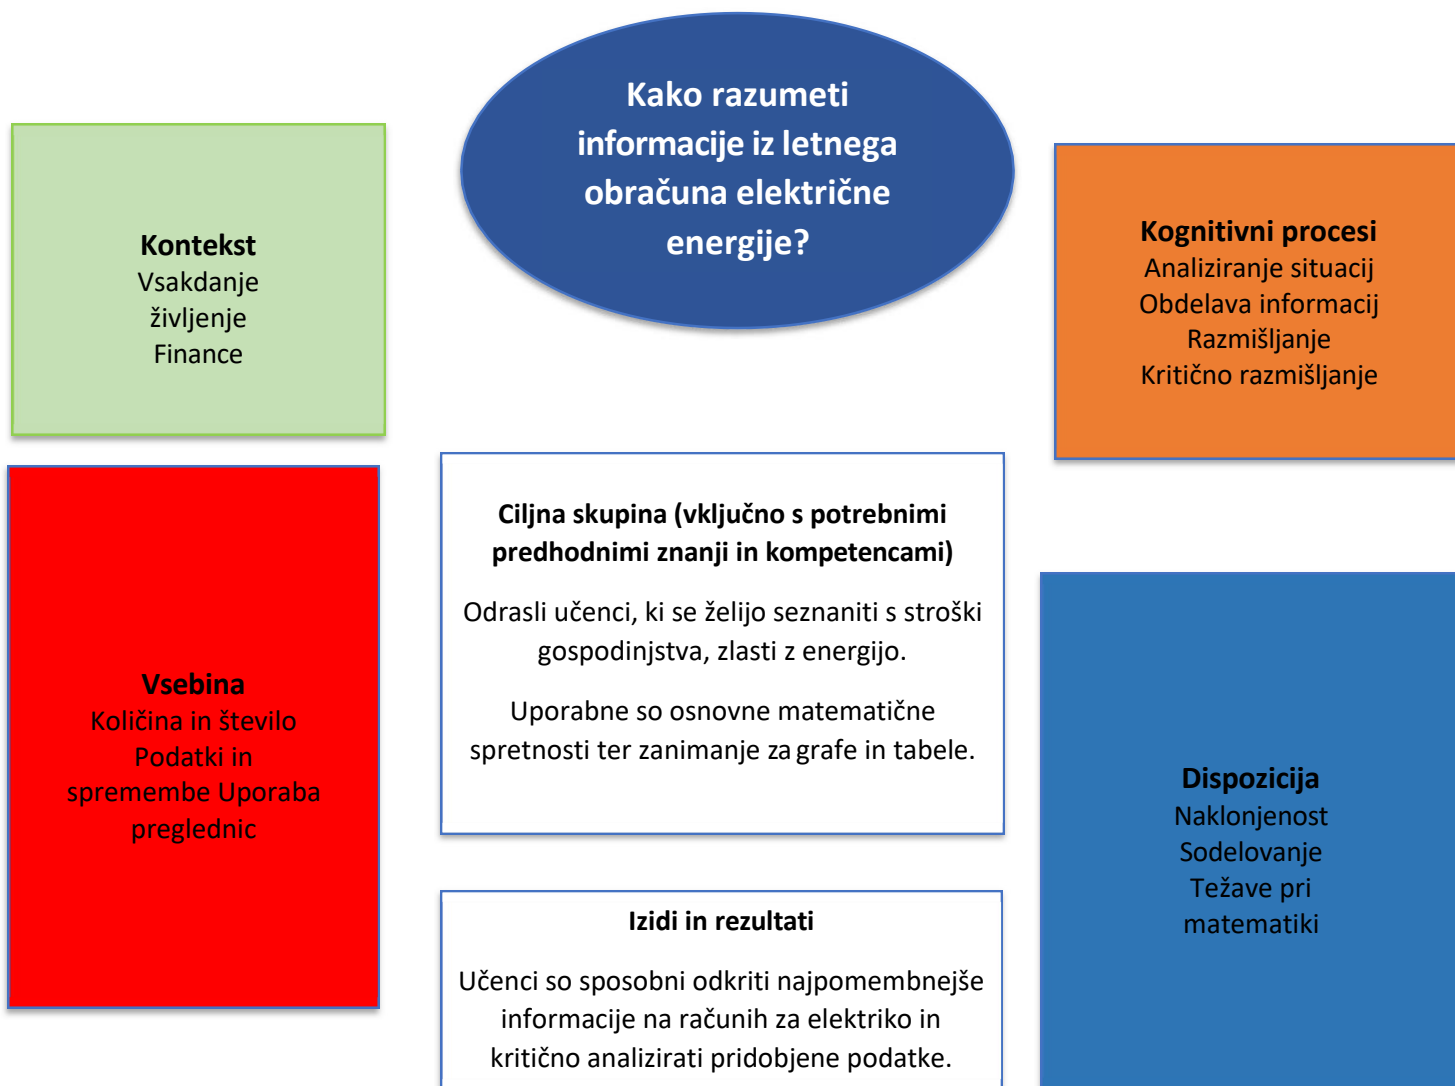 Kako razumeti
informacije iz letnega
obračuna električne
energije?
Kontekst
Vsakdanje
življenje
Finance
Kognitivni procesi
Analiziranje situacij
Obdelava informacij
Razmišljanje
Kritično razmišljanje
Ciljna skupina (vključno s potrebnimi
predhodnimi znanji in kompetencami)
Odrasli učenci, ki se želijo seznaniti s stroški
gospodinjstva, zlasti z energijo.
Uporabne so osnovne matematične
spretnosti ter zanimanje za grafe in tabele.
Vsebina
Količina in število
Podatki in
spremembe Uporaba
preglednic
Dispozicija
Naklonjenost
Sodelovanje
Težave pri
matematiki
Izidi in rezultati
Učenci so sposobni odkriti najpomembnejše
informacije na računih za elektriko in
kritično analizirati pridobjene podatke.